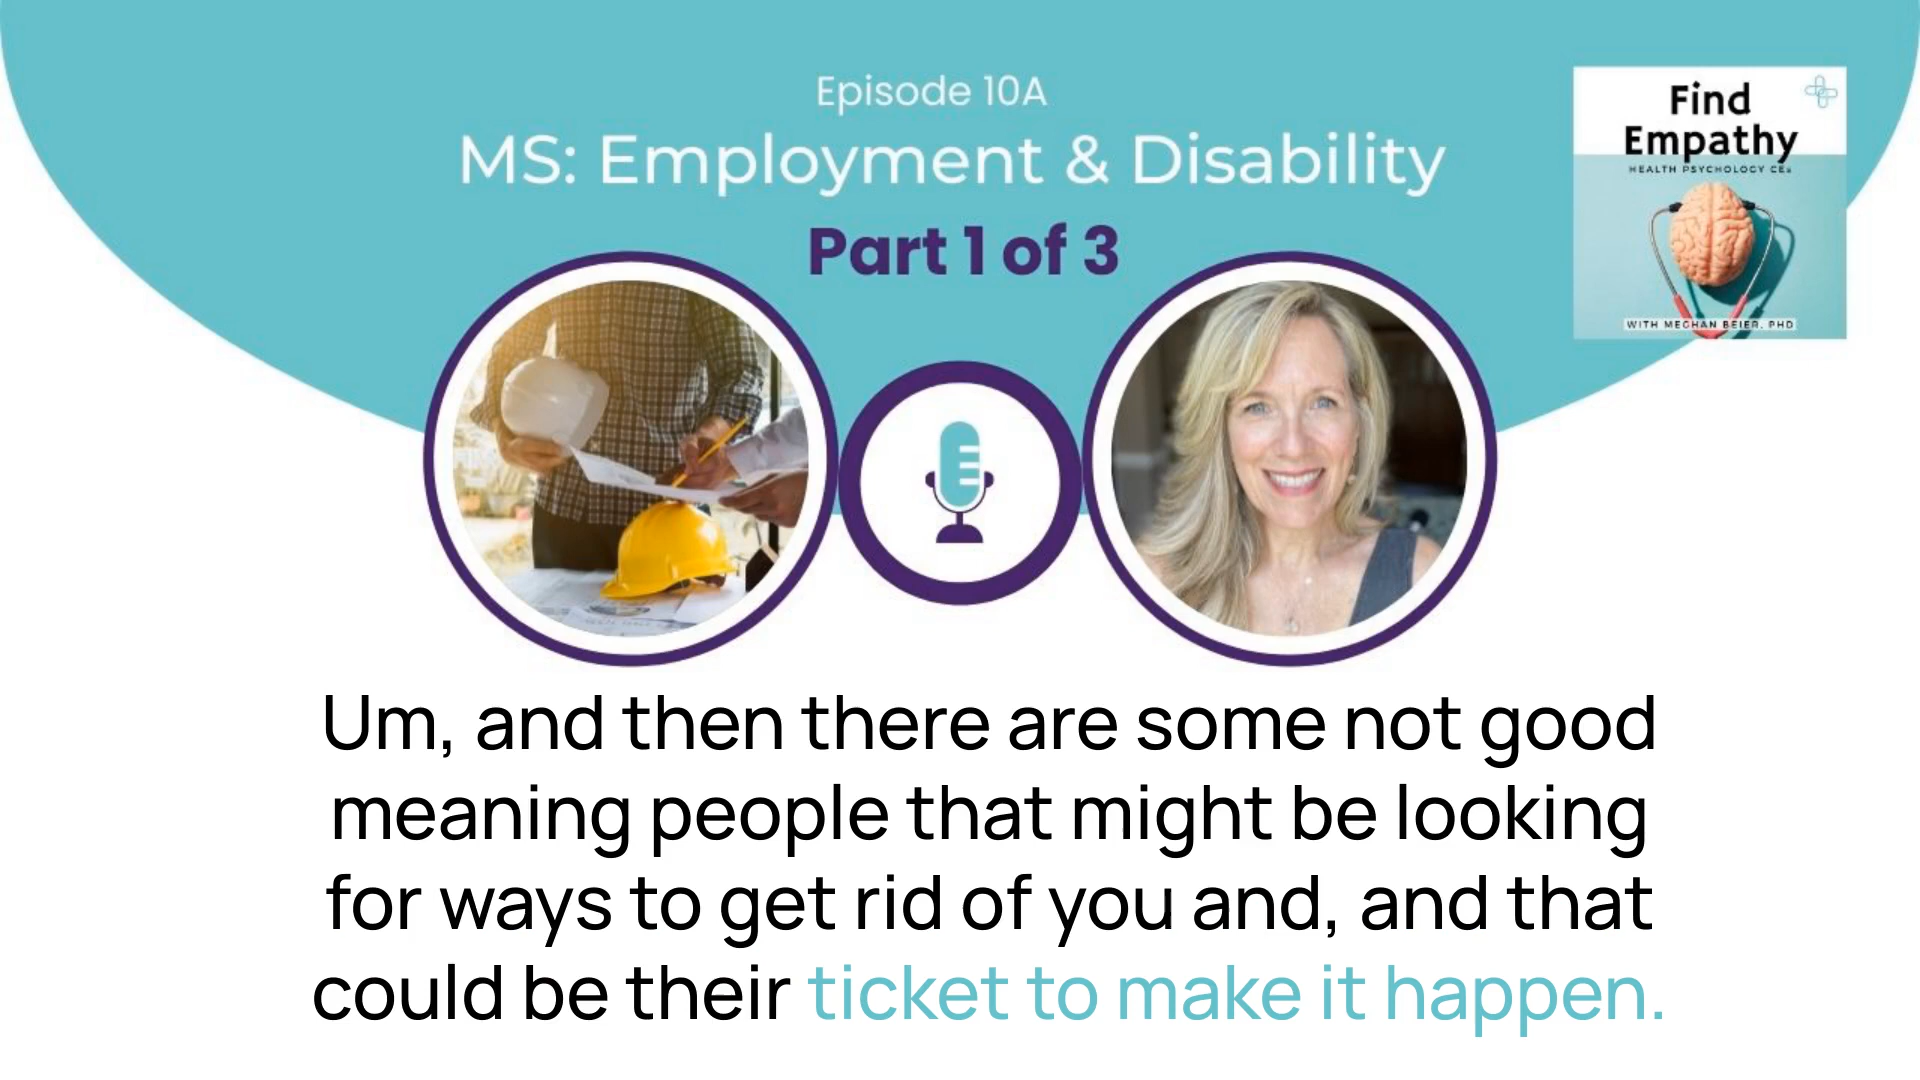 Episode 10A
MS: Employment & Disability
Part 1 of 3
Find
Empathy
HEALTH PSYCHOLOGY CEs
WITH MEGHAN BEIER, PHD
Um, and then there are some not good
meaning people that might be looking
for ways to get rid of you and, and that
could be their ticket to make it happen.